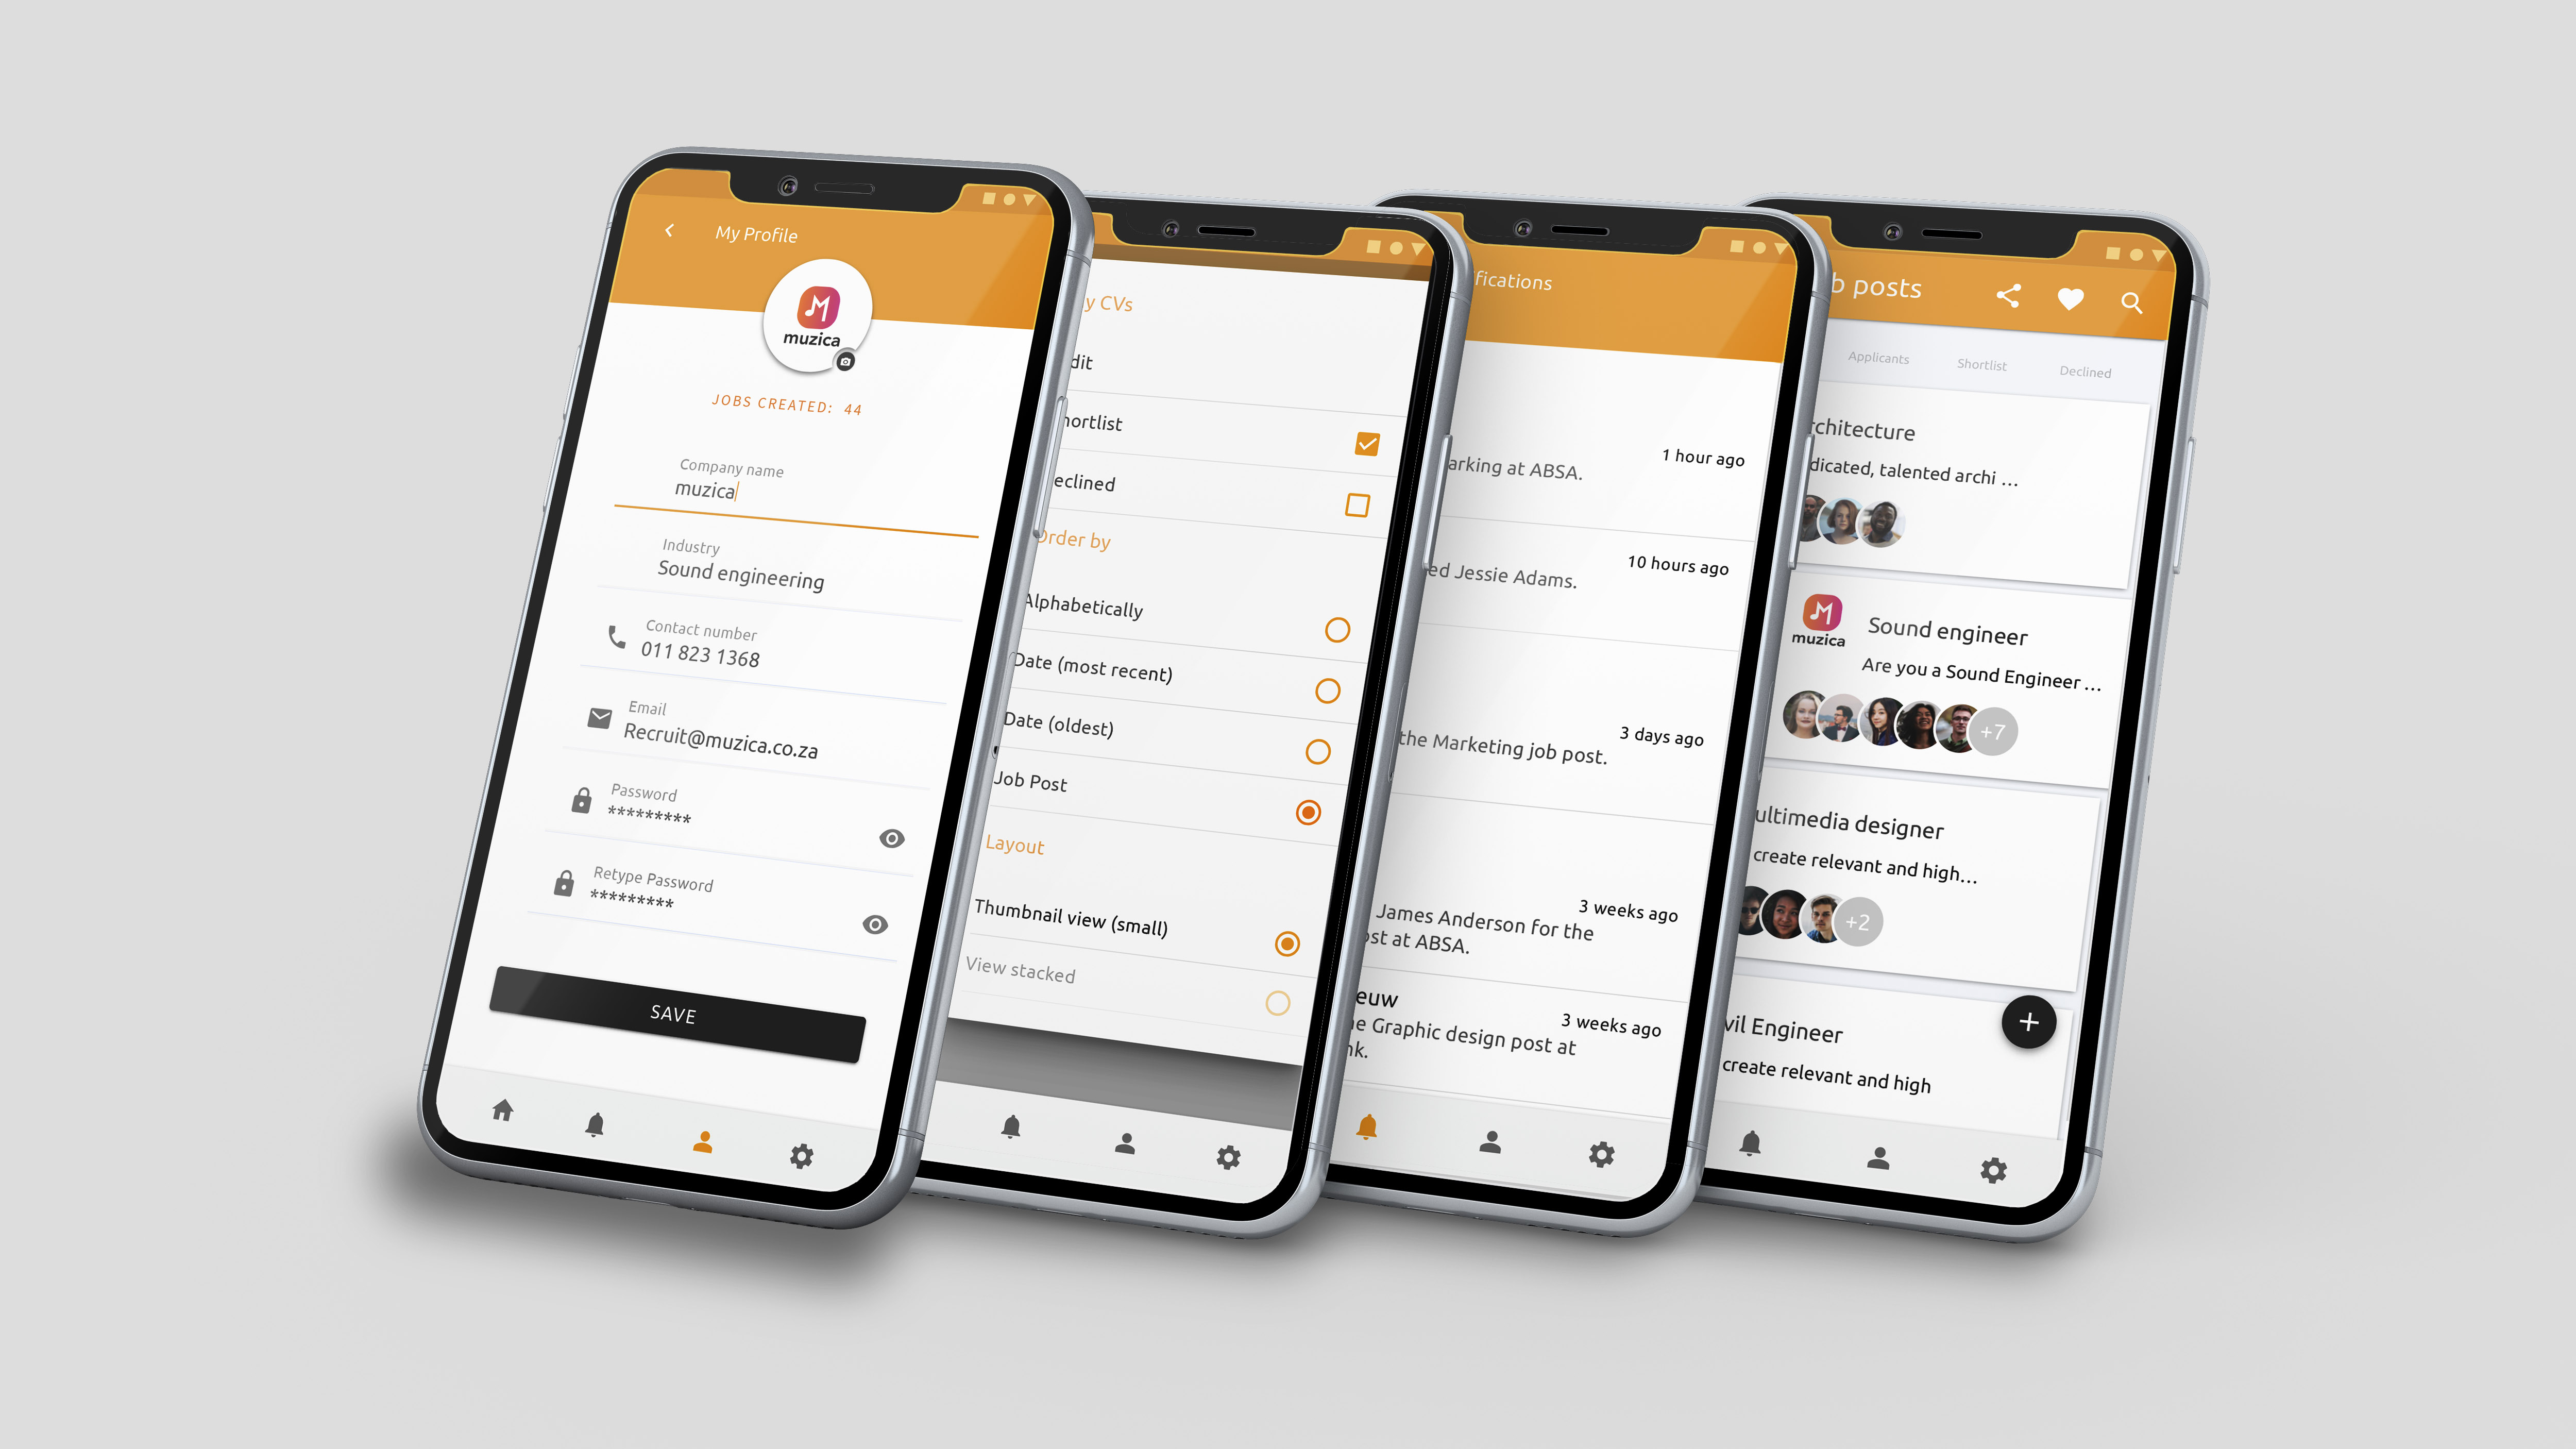 My Profile
muzica
JOBS CREATED: 44
Company name
muzica
Industry
Sound engineering
Contact number
011 823 1368
Email
Recruit@muzica.co.za
Password
*********
Retype Password
*********
SAVE
y CVs
dit
hortlist
eclined
Order by
Alphabetically
Date (most recent)
Date (oldest)
Job Post
Layout
Thumbnail view (small)
View stacked
fications
1 hour ago
arking at ABSA.
10 hours ago
ed Jessie Adams.
3 days ago
the Marketing job post.
3 weeks ago
James Anderson for the
ost at ABSA.
euw
3 weeks ago
he Graphic design post at
nk.
b posts
Applicants Shortlist Declined
rchitecture
dicated, talented archi ...
muzica
Sound engineer
Are you a Sound Engineer ...
+7
ultimedia designer
create relevant and high...
+2
vil Engineer
create relevant and high
+